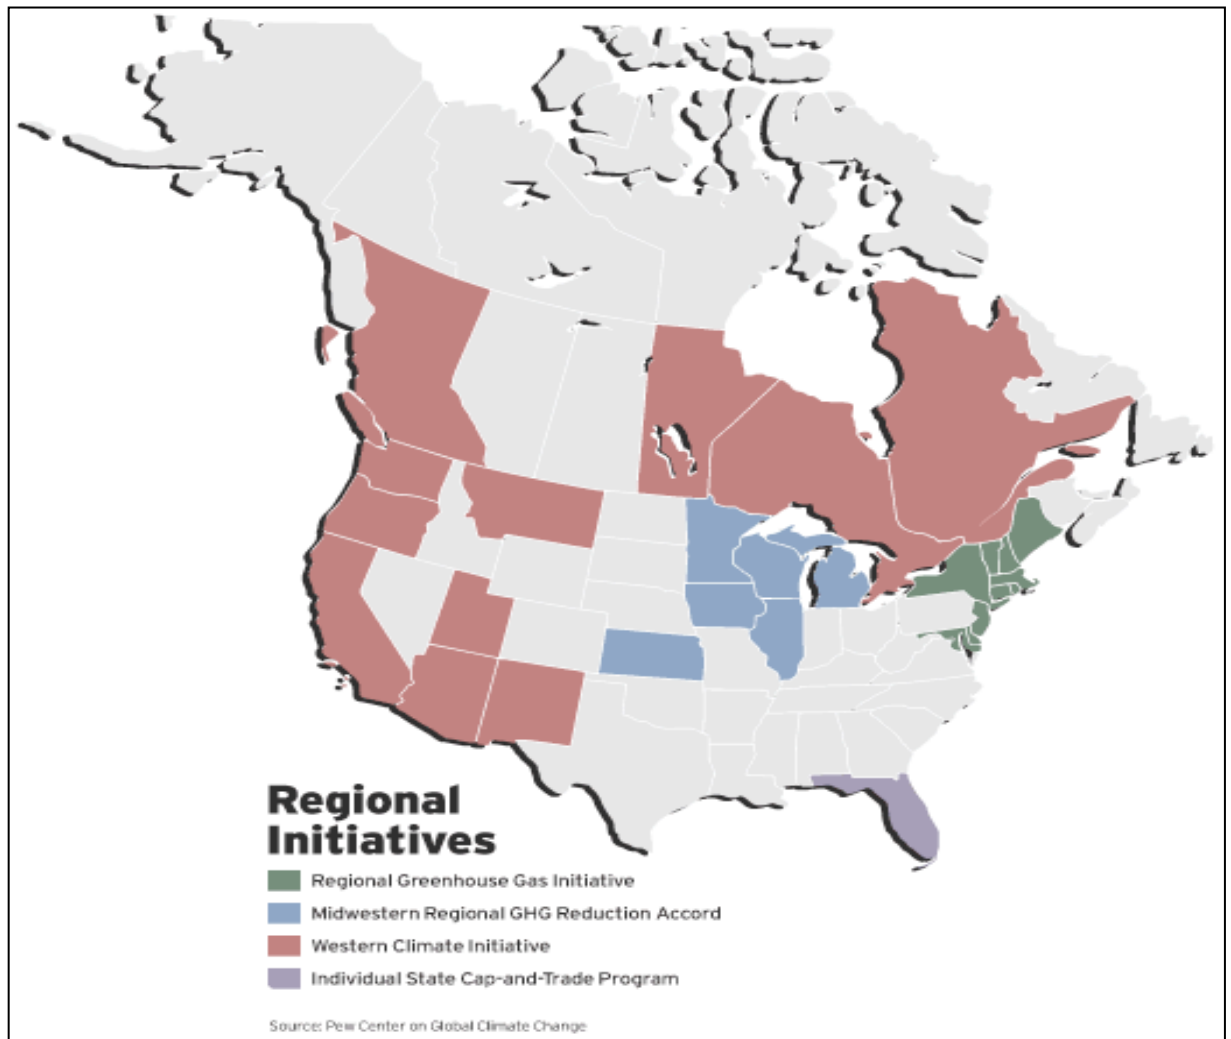 Regional
Initiatives
Regional Greenhouse Gas Initiative
Midwestern Regional GHG Reduction Accord
Western Climate Initiative
Individual State Cap-and-Trade Program
Source: Pew Center on Global Climate Change